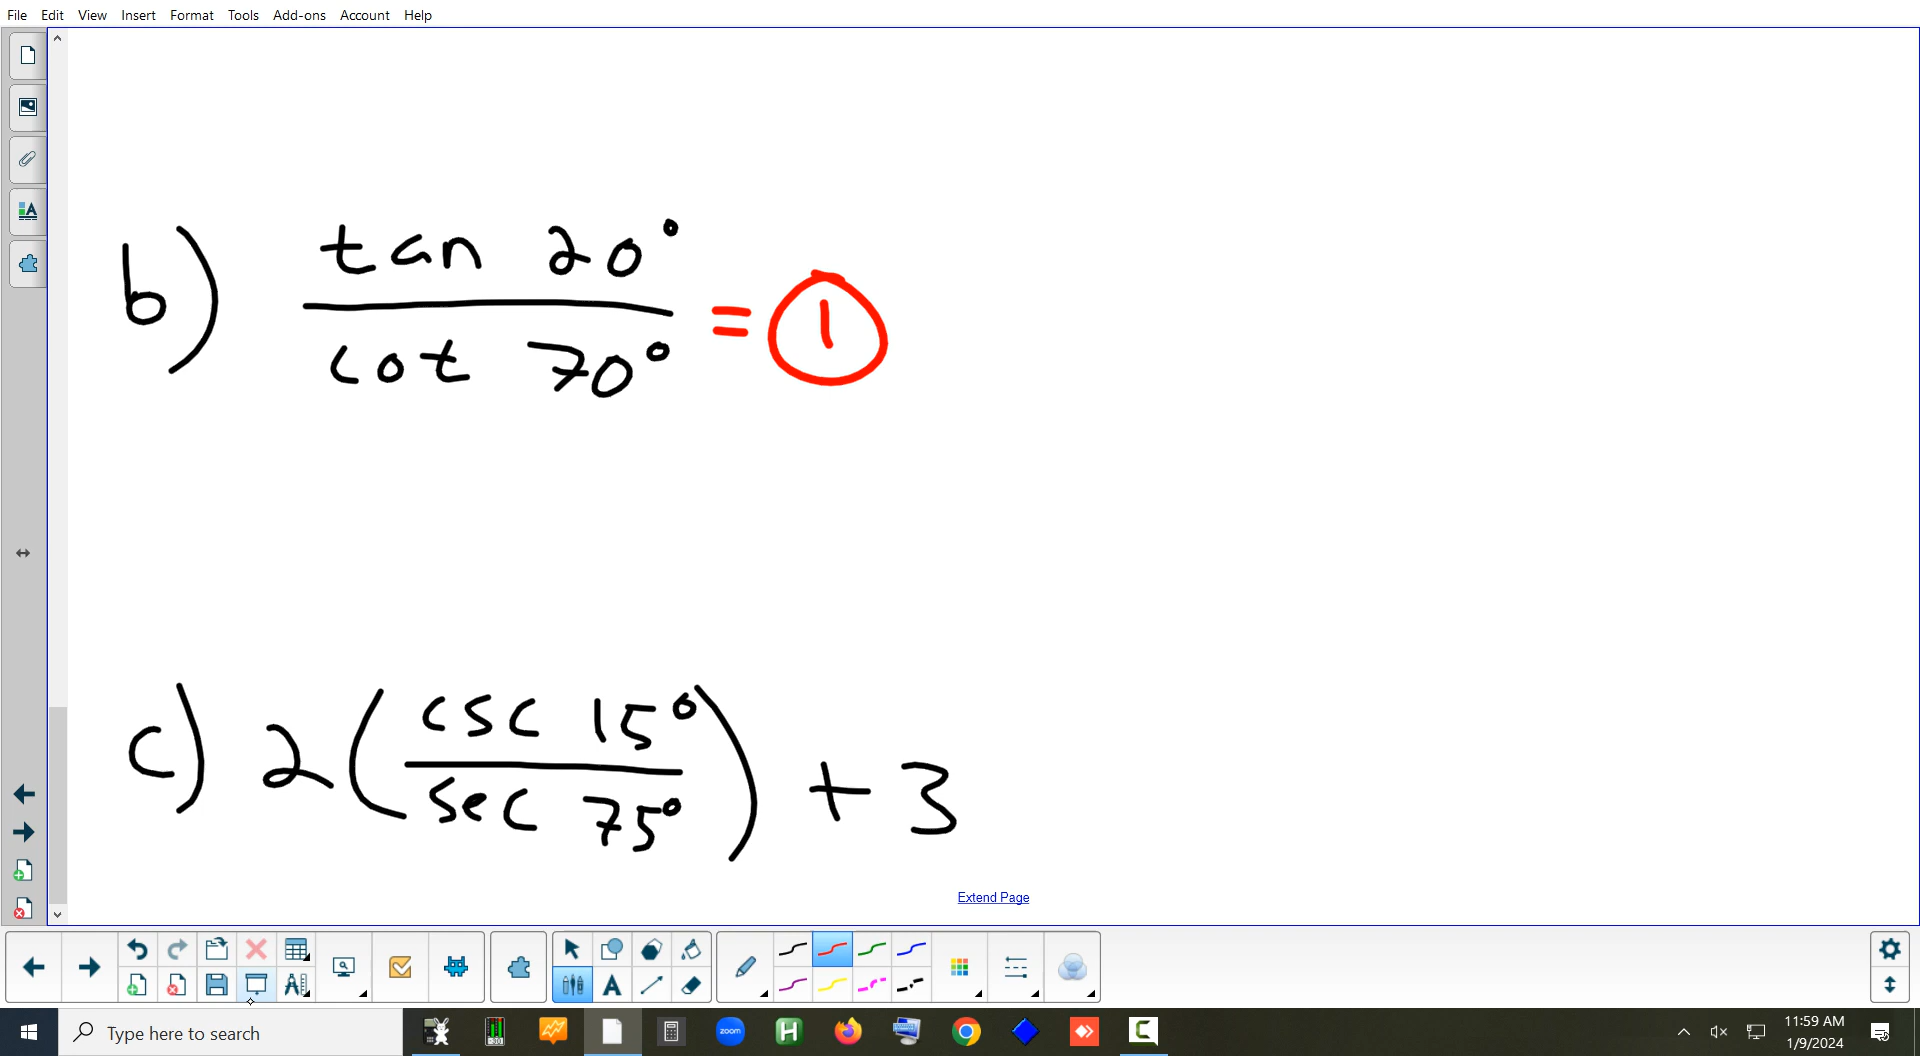 File Edit View Insert Format Tools Add-ons Account Help
b) tan 20° / cot 70° = 1
c) 2 ( csc 15° / sec 75° ) + 3
Extend Page
Type here to search
zoom
H
C
11:59 AM
1/9/2024